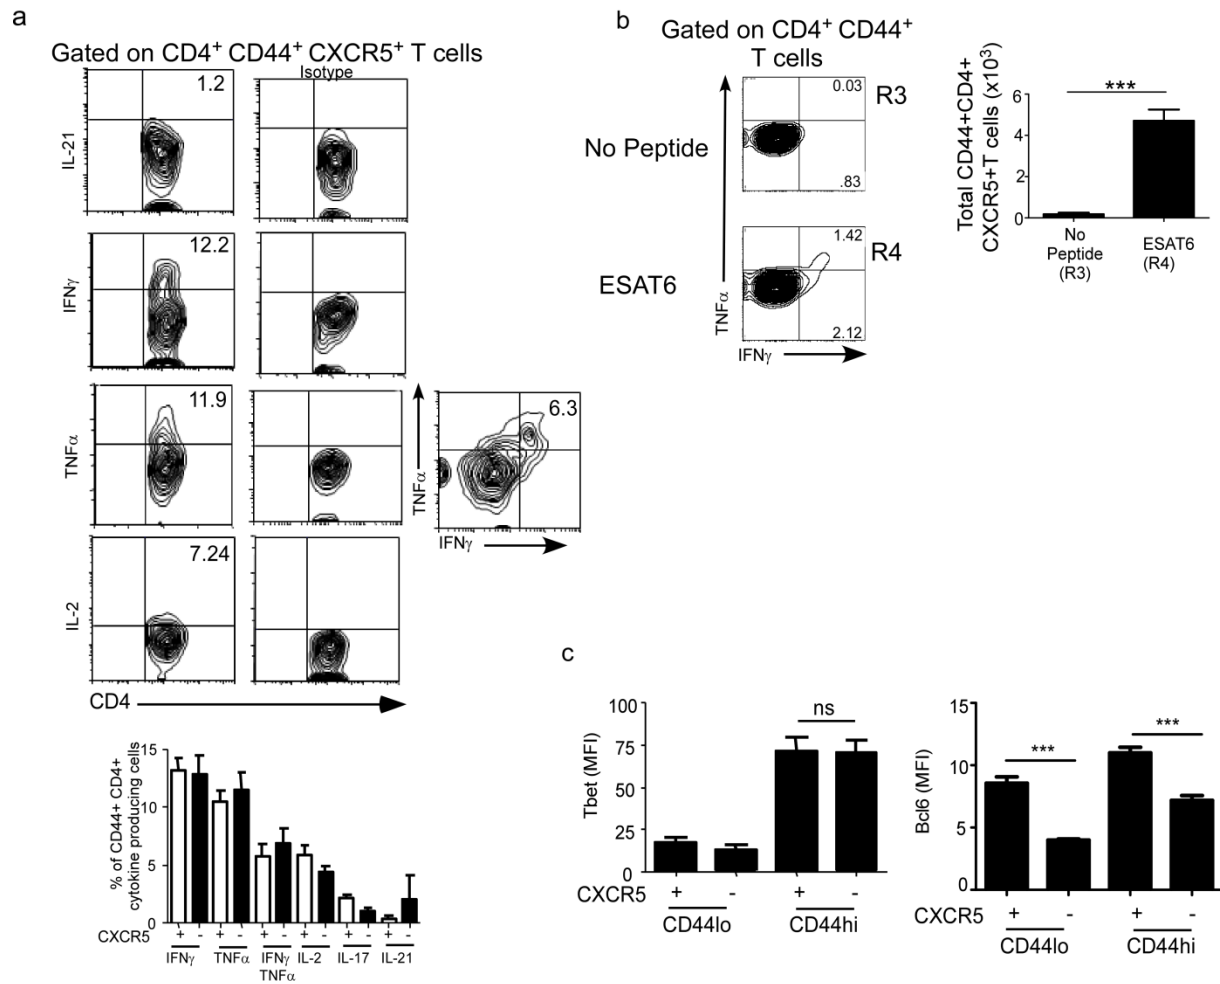 a
Gated on CD4+ CD44+ CXCR5+ T cells
Isotype
1.2
IL-21
12.2
IFNγ
11.9
TNFα
6.3
TNFα
IFNγ
7.24
IL-2
CD4
% of CD44+ CD4+
cytokine producing cells
15
10
5
0
CXCR5 + - + - + - + - + - + -
IFNγ TNFα IFNγ IL-2 IL-17 IL-21
TNFα
b
Gated on CD4+ CD44+
T cells
No Peptide
0.03
R3
.83
ESAT6
1.42
R4
2.12
TNFα
IFNγ
Total CD44+CD4+
CXCR5+T cells (x103)
***
6
4
2
0
No
Peptide
(R3)
ESAT6
(R4)
c
Tbet (MFI)
100
75
50
25
0
ns
CXCR5 + - + -
CD44lo CD44hi
Bcl6 (MFI)
15
10
5
0
***
***
CXCR5 + - + -
CD44lo CD44hi